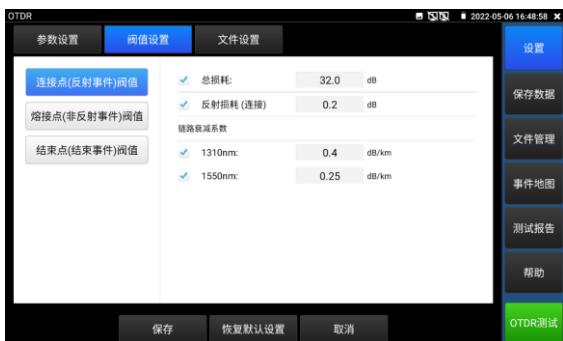 OTDR 2022-05-06 16:48:58
参数设置 阈值设置 文件设置 设置
连接点(反射事件)阀值 总损耗: 32.0 dB
反射损耗 (连接) 0.2 dB 保存数据
熔接点(非反射事件)阀值 链路衰减系数
结束点(结束事件)阀值 1310nm: 0.4 dB/km 文件管理
1550nm: 0.25 dB/km 事件地图
测试报告
帮助
保存 恢复默认设置 取消 OTDR测试